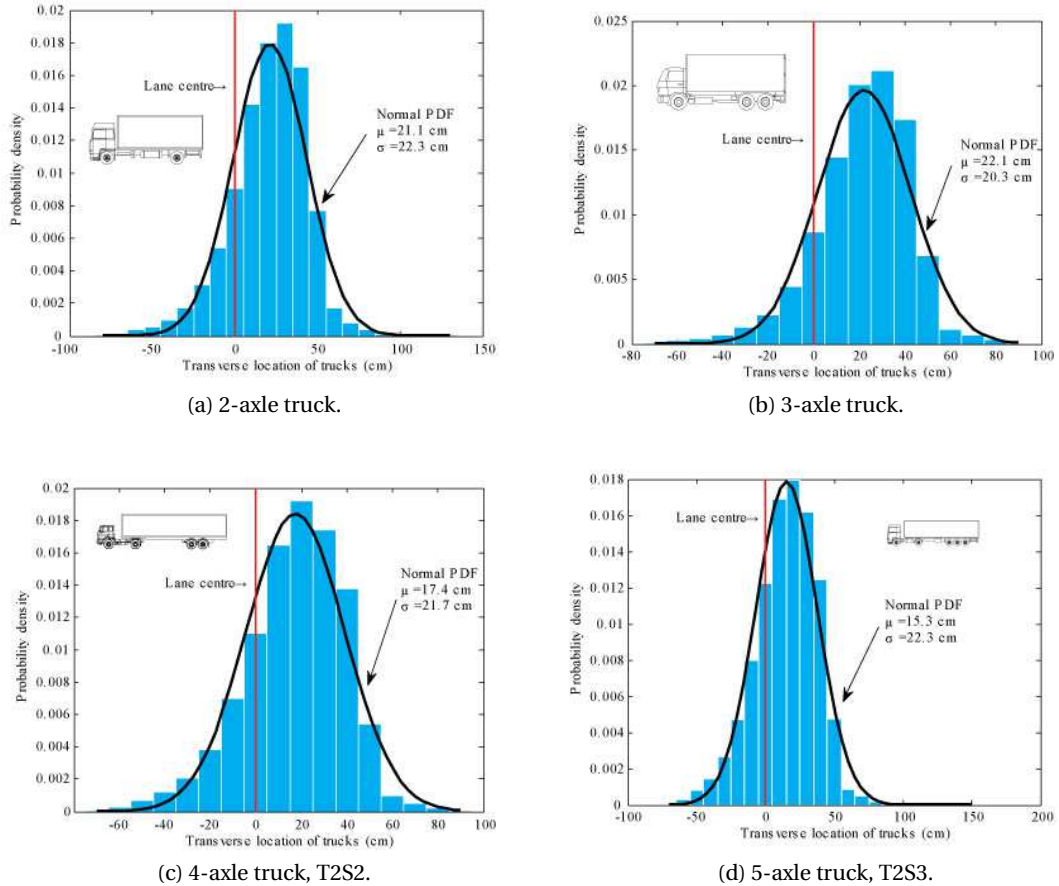 0.02
0.018
0.016
0.014
0.012
0.01
0.008
0.006
0.004
0.002
0
Probability density
Lane centre→
Normal PDF
μ =21.1 cm
σ =22.3 cm
-100 -50 0 50 100 150
Transverse location of trucks (cm)
(a) 2-axle truck.
0.025
0.02
0.015
0.01
0.005
0
Probability density
Lane centre→
Normal PDF
μ =22.1 cm
σ =20.3 cm
-80 -60 -40 -20 0 20 40 60 80 100
Transverse location of trucks (cm)
(b) 3-axle truck.
0.02
0.018
0.016
0.014
0.012
0.01
0.008
0.006
0.004
0.002
0
Probability density
Lane centre→
Normal PDF
μ =17.4 cm
σ =21.7 cm
-60 -40 -20 0 20 40 60 80 100
Transverse location of trucks (cm)
(c) 4-axle truck, T2S2.
0.018
0.016
0.014
0.012
0.01
0.008
0.006
0.004
0.002
0
Probability density
Lane centre→
Normal PDF
μ =15.3 cm
σ =22.3 cm
-100 -50 0 50 100 150 200
Transverse location of trucks (cm)
(d) 5-axle truck, T2S3.